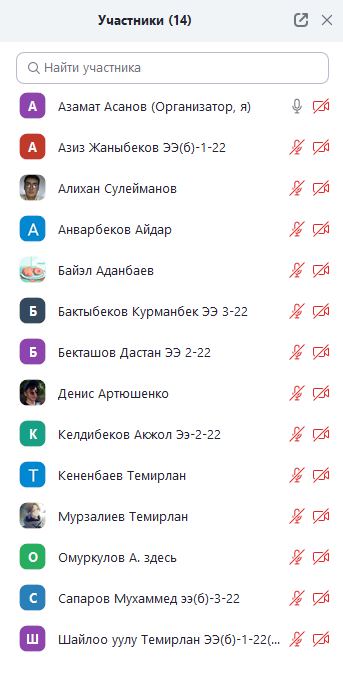 Участники (14)
Найти участника
А Азамат Асанов (Организатор, я)
А Азиз Жаныбеков ЭЭ(б)-1-22
Алихан Сулейманов
А Анварбеков Айдар
Байэл Аданбаев
Б Бактыбеков Курманбек ЭЭ 3-22
Б Бекташов Дастан ЭЭ 2-22
Денис Артюшенко
К Келдибеков Акжол Ээ-2-22
Т Кененбаев Темирлан
Мурзалиев Темирлан
О Омуркулов А. здесь
С Сапаров Мухаммед ээ(б)-3-22
Ш Шайлоо уулу Темирлан ЭЭ(б)-1-22(...